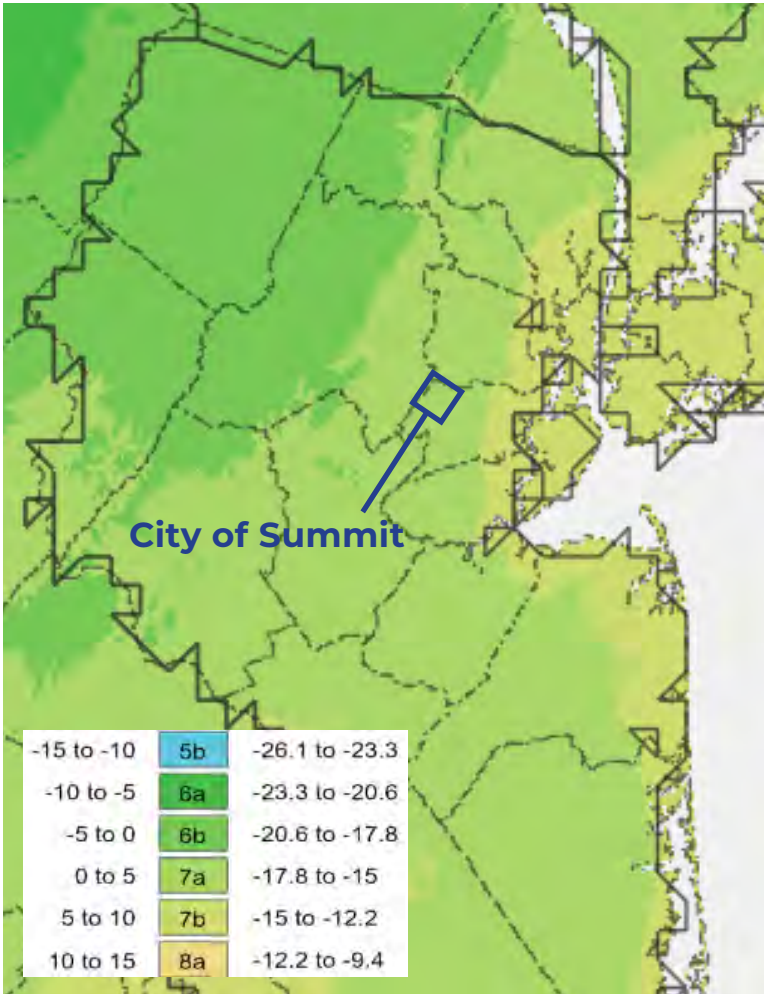 City of Summit
-15 to -10 5b -26.1 to -23.3
-10 to -5 6a -23.3 to -20.6
-5 to 0 6b -20.6 to -17.8
0 to 5 7a -17.8 to -15
5 to 10 7b -15 to -12.2
10 to 15 8a -12.2 to -9.4